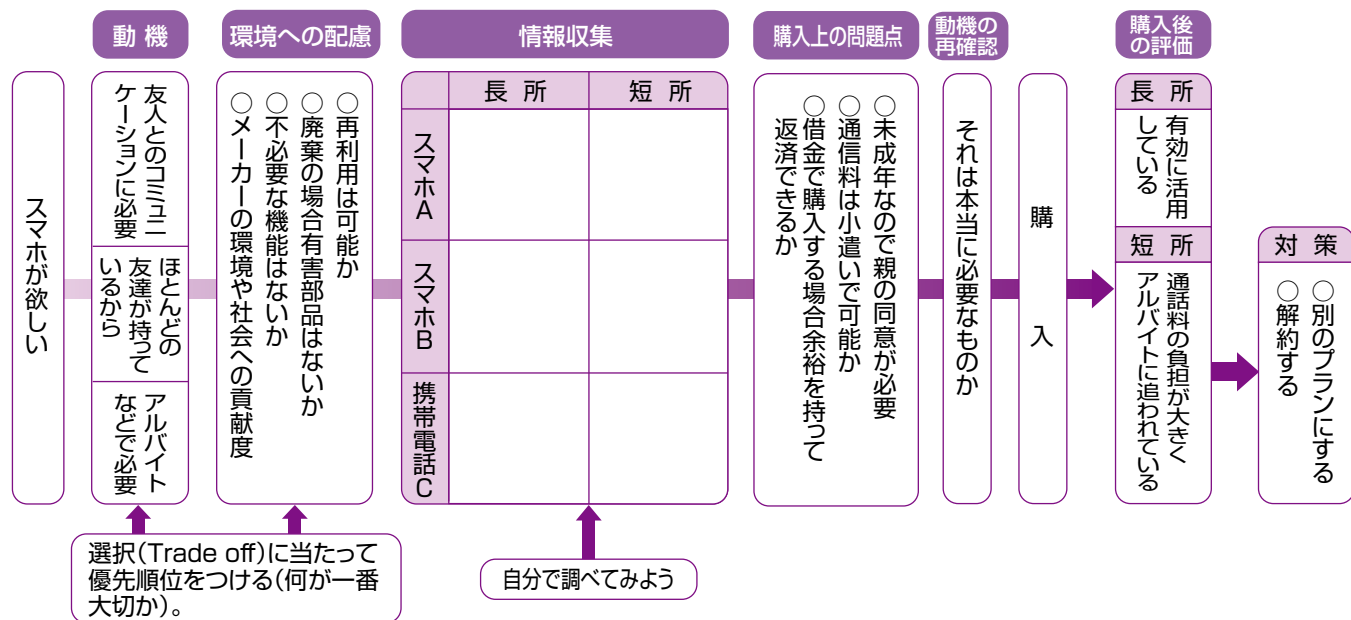 スマホが欲しい
動機
友人とのコミュニ
ケーションに必要
ほとんどの
友達が持って
いるから
アルバイト
などで必要
環境への配慮
○再利用は可能か
○廃棄の場合有害部品はないか
○不必要な機能はないか
○メーカーの環境や社会への貢献度
選択(Trade off)に当たって
優先順位をつける(何が一番
大切か)。
情報収集
長所
短所
スマホA
スマホB
携帯電話C
自分で調べてみよう
購入上の問題点
○未成年なので親の同意が必要
○通信料は小遣いで可能か
○借金で購入する場合余裕を持って
返済できるか
動機の
再確認
それは本当に必要なものか
購入
購入後
の評価
長所
有効に活用
している
短所
通話料の負担が大きく
アルバイトに追われている
対策
○別のプランにする
○解約する